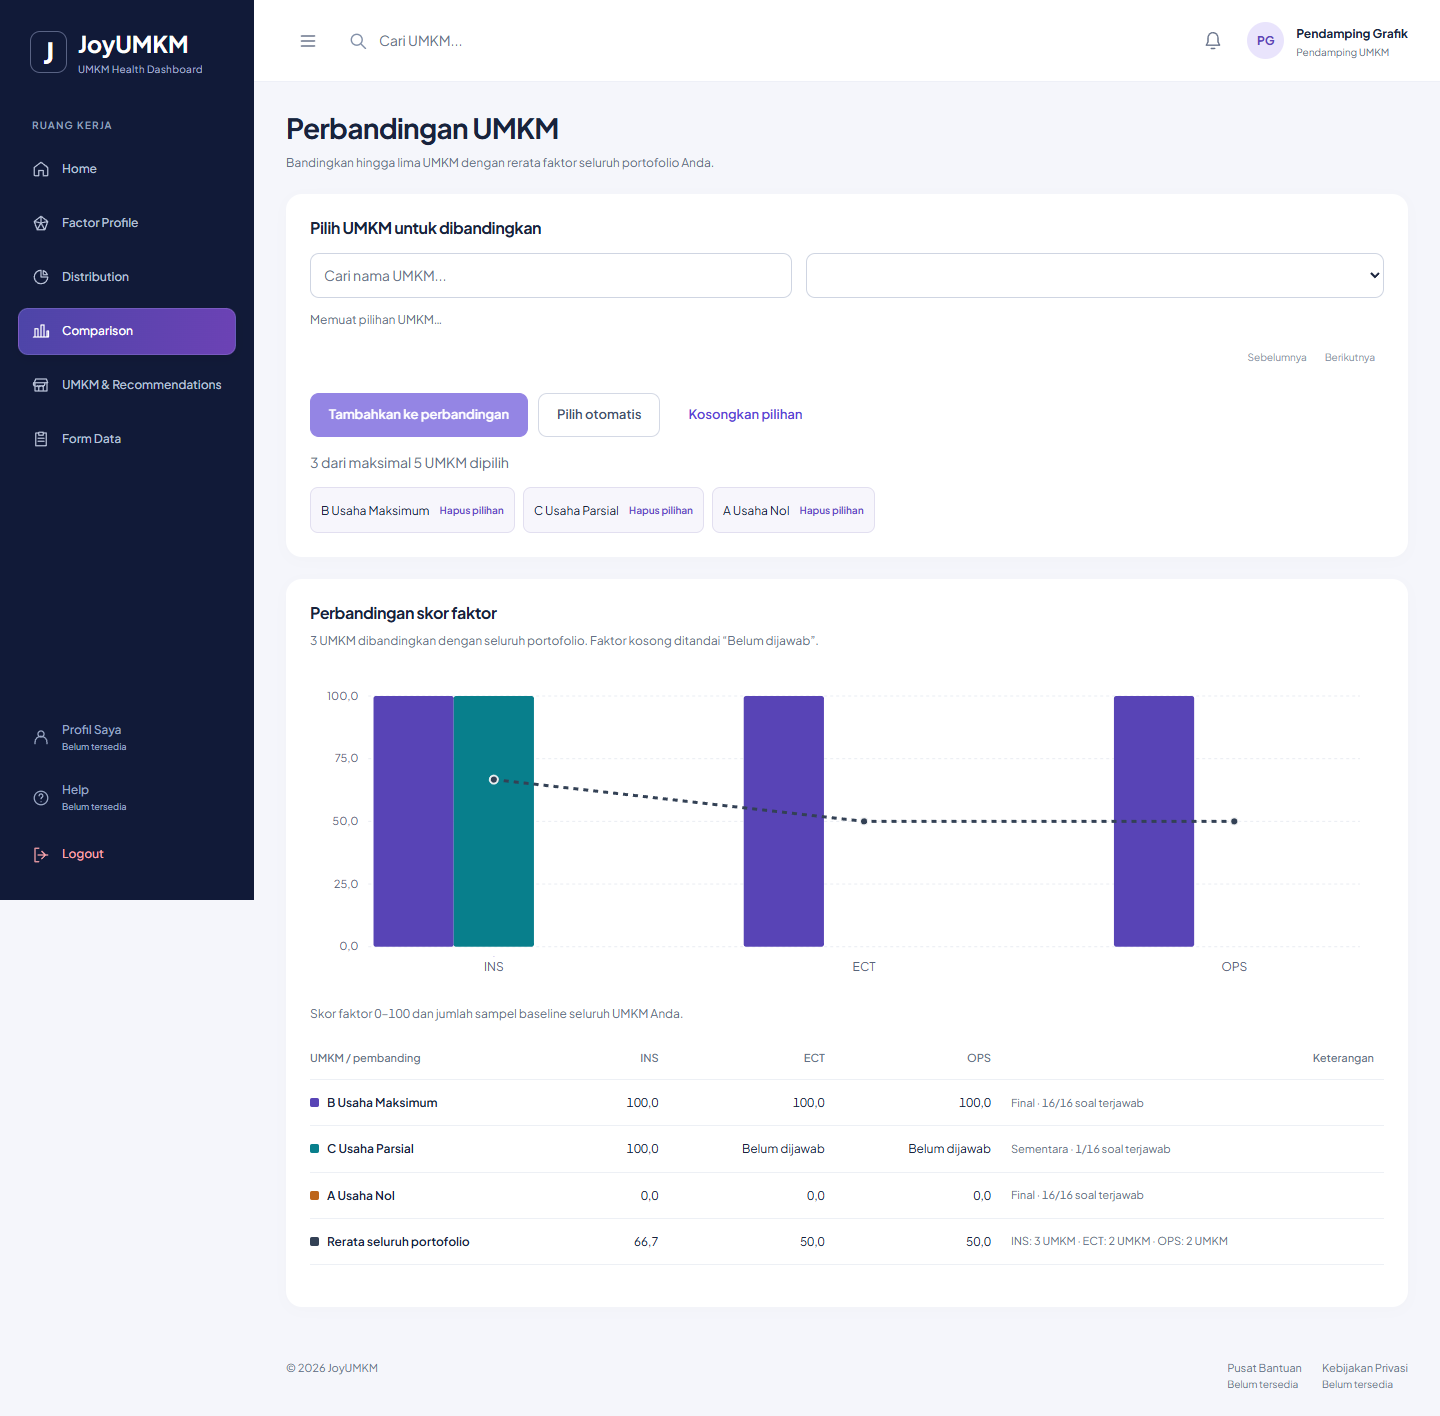 J
JoyUMKM
UMKM Health Dashboard
RUANG KERJA
Home
Factor Profile
Distribution
Comparison
UMKM & Recommendations
Form Data
Profil Saya
Belum tersedia
Help
Belum tersedia
Logout
Cari UMKM...
PG
Pendamping Grafik
Pendamping UMKM
Perbandingan UMKM
Bandingkan hingga lima UMKM dengan rerata faktor seluruh portofolio Anda.
Pilih UMKM untuk dibandingkan
Cari nama UMKM...
Memuat pilihan UMKM...
Sebelumnya Berikutnya
Tambahkan ke perbandingan Pilih otomatis Kosongkan pilihan
3 dari maksimal 5 UMKM dipilih
B Usaha Maksimum Hapus pilihan C Usaha Parsial Hapus pilihan A Usaha Nol Hapus pilihan
Perbandingan skor faktor
3 UMKM dibandingkan dengan seluruh portofolio. Faktor kosong ditandai “Belum dijawab”.
100,0
75,0
50,0
25,0
0,0
INS ECT OPS
Skor faktor 0–100 dan jumlah sampel baseline seluruh UMKM Anda.
UMKM / pembanding INS ECT OPS Keterangan
B Usaha Maksimum 100,0 100,0 100,0 Final · 16/16 soal terjawab
C Usaha Parsial 100,0 Belum dijawab Belum dijawab Sementara · 1/16 soal terjawab
A Usaha Nol 0,0 0,0 0,0 Final · 16/16 soal terjawab
Rerata seluruh portofolio 66,7 50,0 50,0 INS: 3 UMKM · ECT: 2 UMKM · OPS: 2 UMKM
© 2026 JoyUMKM
Pusat Bantuan Kebijakan Privasi
Belum tersedia Belum tersedia